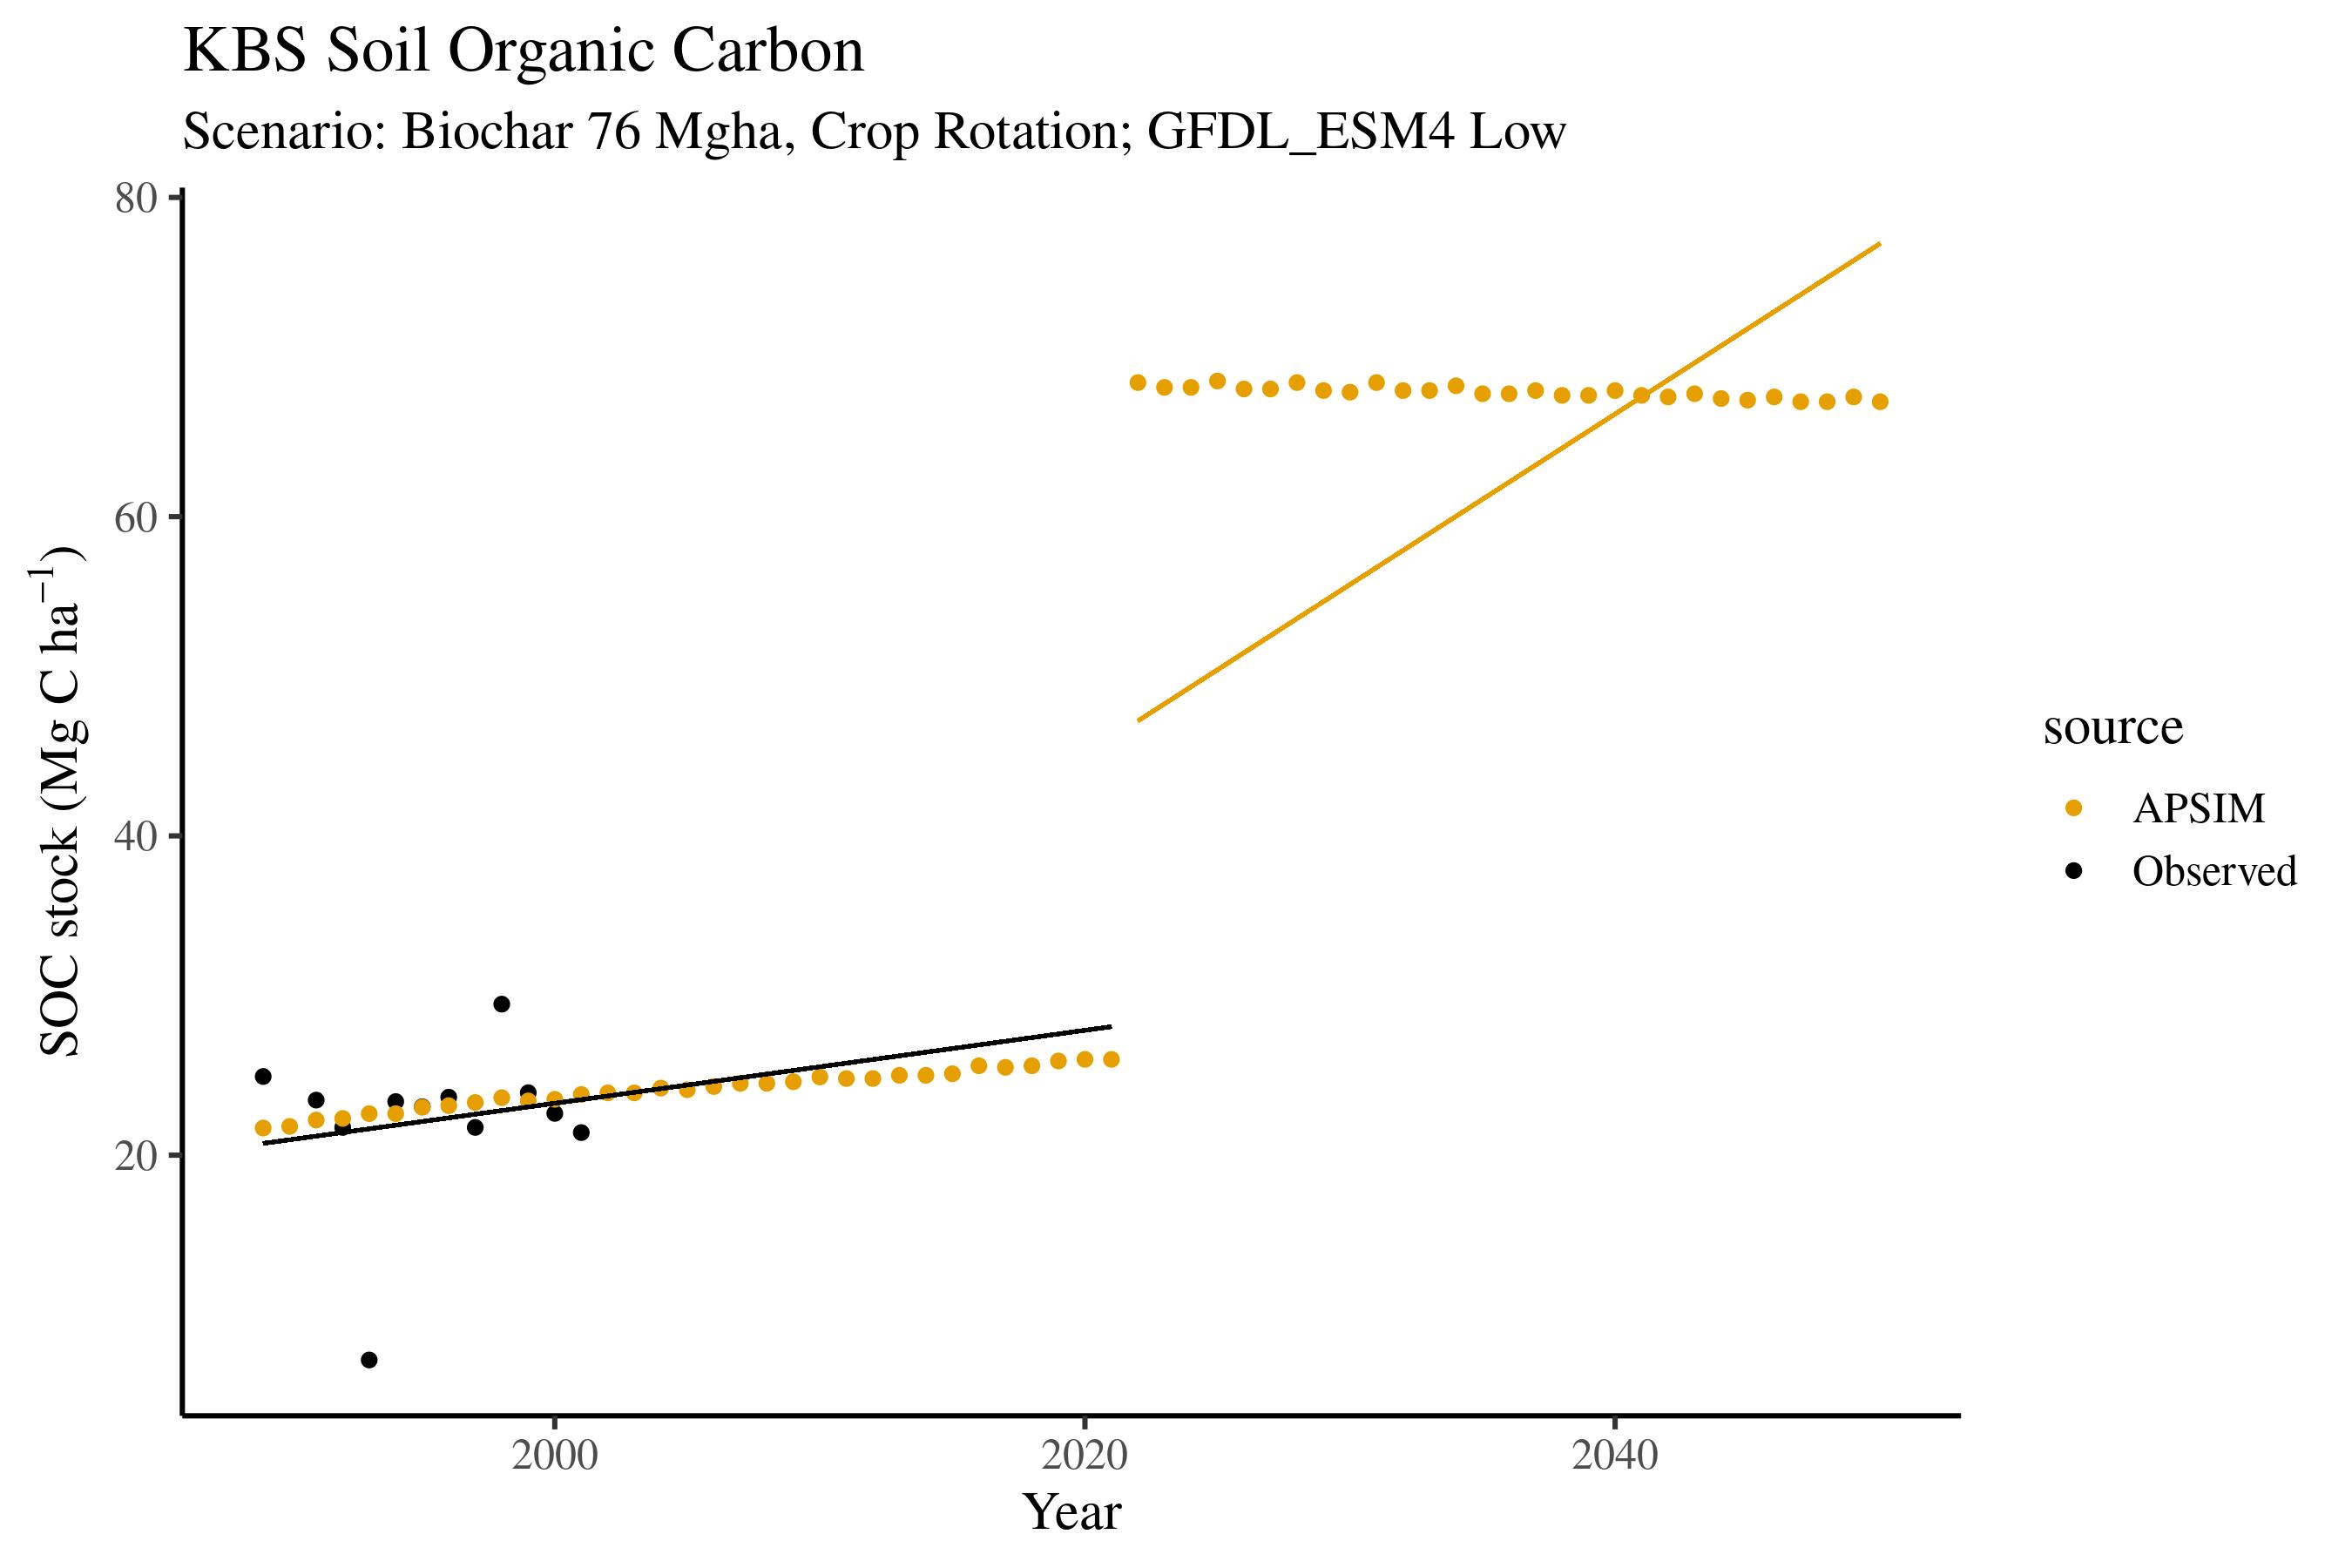 KBS Soil Organic Carbon
Scenario: Biochar 76 Mgha, Crop Rotation; GFDL_ESM4 Low
80
60
40
20
SOC stock (Mg C ha⁻¹)
2000
2020
2040
Year
source
APSIM
Observed